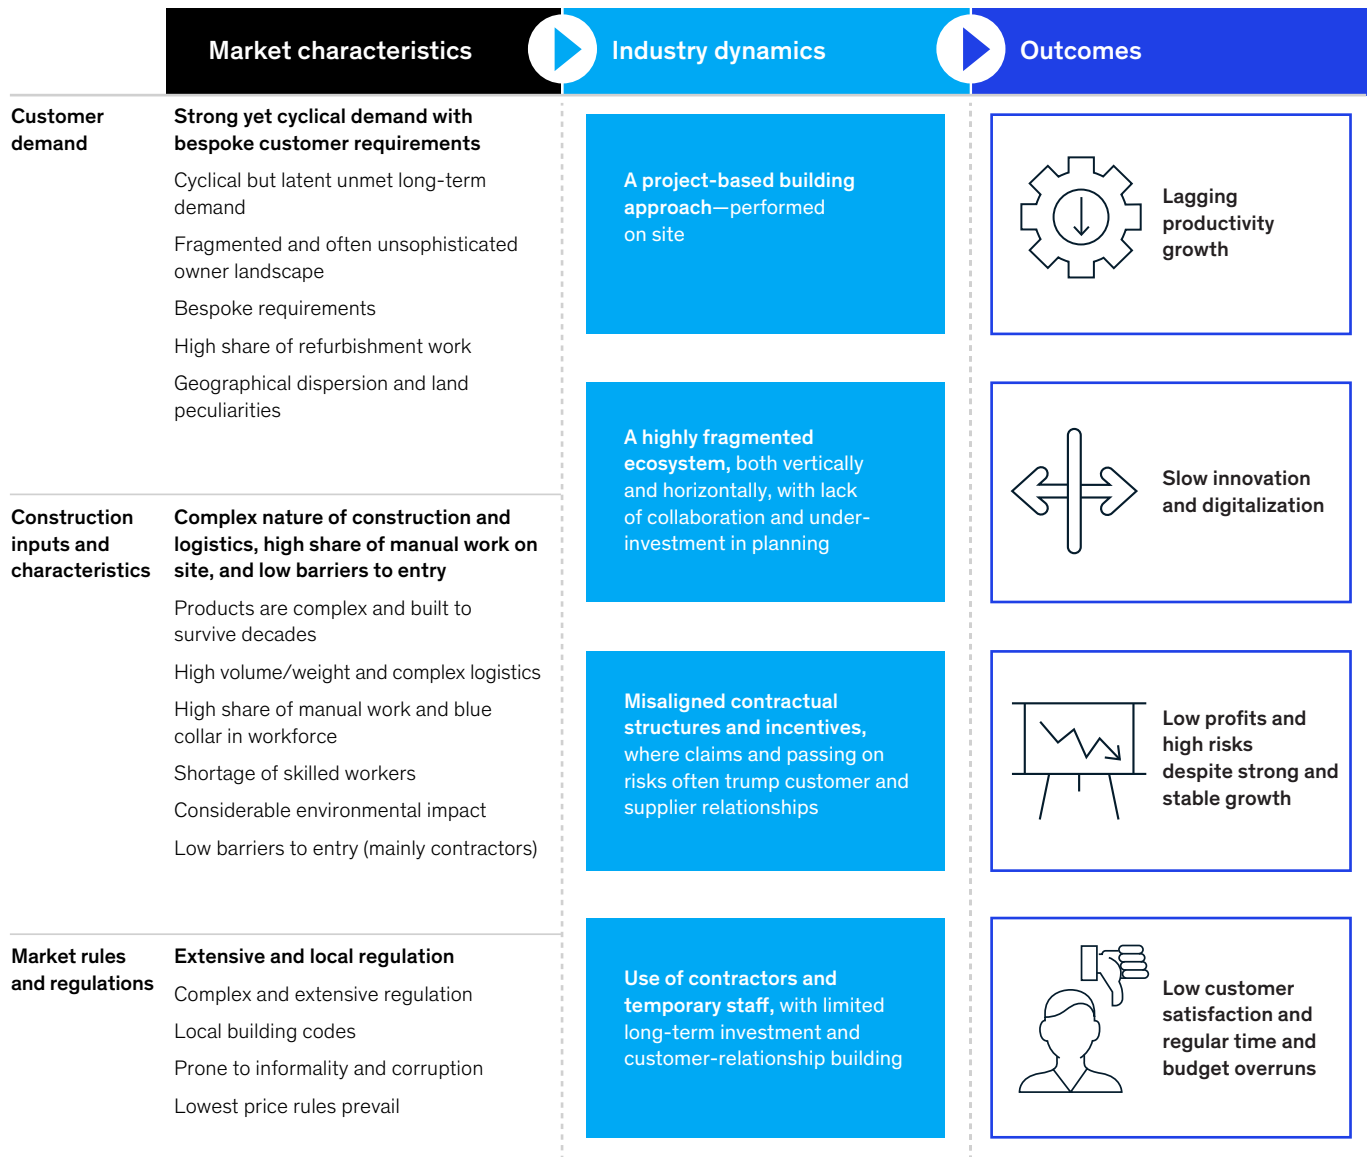 Market characteristics
Industry dynamics
Outcomes
Customer
demand
Strong yet cyclical demand with
bespoke customer requirements
Cyclical but latent unmet long-term
demand
Fragmented and often unsophisticated
owner landscape
Bespoke requirements
High share of refurbishment work
Geographical dispersion and land
peculiarities
Construction
inputs and
characteristics
Complex nature of construction and
logistics, high share of manual work on
site, and low barriers to entry
Products are complex and built to
survive decades
High volume/weight and complex logistics
High share of manual work and blue
collar in workforce
Shortage of skilled workers
Considerable environmental impact
Low barriers to entry (mainly contractors)
Market rules
and regulations
Extensive and local regulation
Complex and extensive regulation
Local building codes
Prone to informality and corruption
Lowest price rules prevail
A project-based building
approach—performed
on site
A highly fragmented
ecosystem, both vertically
and horizontally, with lack
of collaboration and under-
investment in planning
Misaligned contractual
structures and incentives,
where claims and passing on
risks often trump customer and
supplier relationships
Use of contractors and
temporary staff, with limited
long-term investment and
customer-relationship building
Lagging
productivity
growth
Slow innovation
and digitalization
Low profits and
high risks
despite strong and
stable growth
Low customer
satisfaction and
regular time and
budget overruns